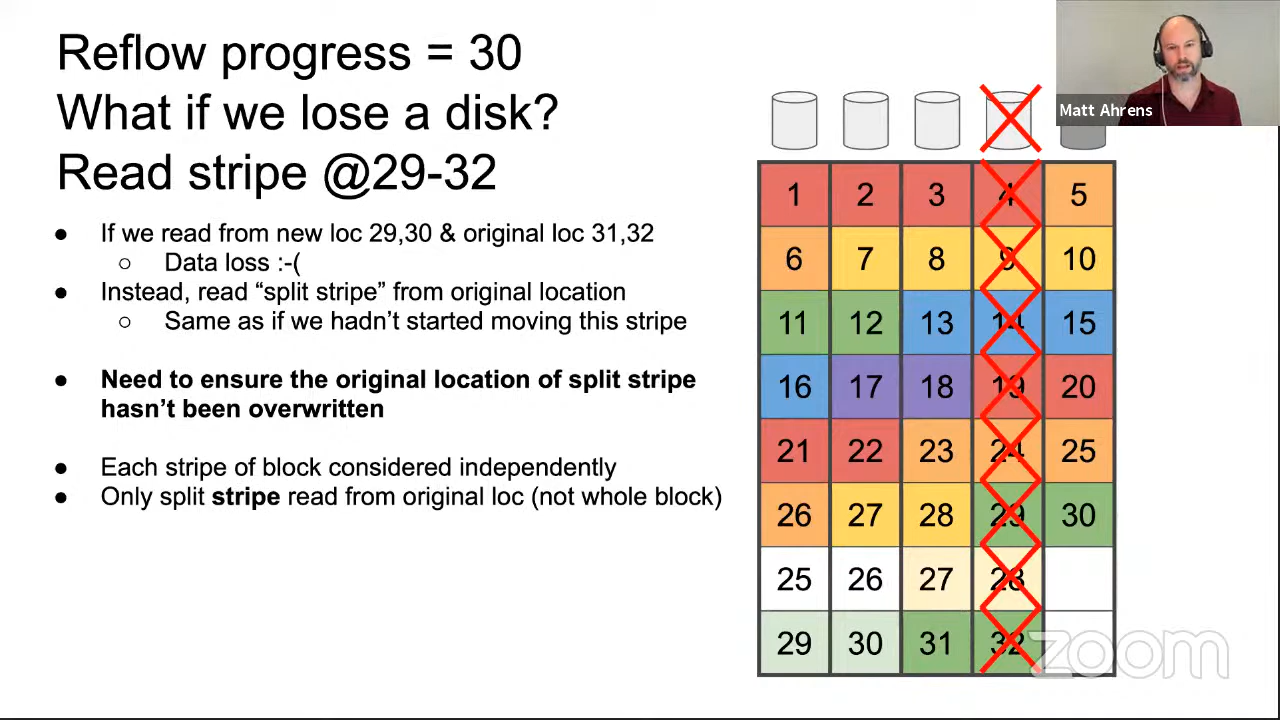 Reflow progress = 30
What if we lose a disk?
Read stripe @29-32
● If we read from new loc 29,30 & original loc 31,32
○ Data loss :-(
● Instead, read “split stripe” from original location
○ Same as if we hadn’t started moving this stripe
● Need to ensure the original location of split stripe
hasn’t been overwritten
● Each stripe of block considered independently
● Only split stripe read from original loc (not whole block)
Matt Ahrens
1 2 3 4 5
6 7 8 9 10
11 12 13 14 15
16 17 18 19 20
21 22 23 24 25
26 27 28 29 30
25 26 27 28
29 30 31 32
zoom